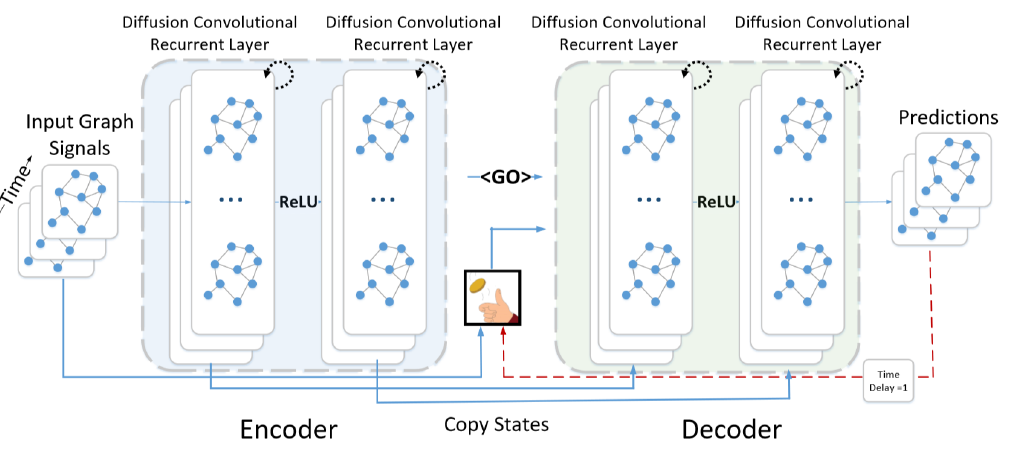 Diffusion Convolutional
Recurrent Layer
Diffusion Convolutional
Recurrent Layer
Diffusion Convolutional
Recurrent Layer
Diffusion Convolutional
Recurrent Layer
Input Graph
Signals
Time
Predictions
...
ReLU
...
<GO>
...
ReLU
...
Time
Delay =1
Encoder
Copy States
Decoder